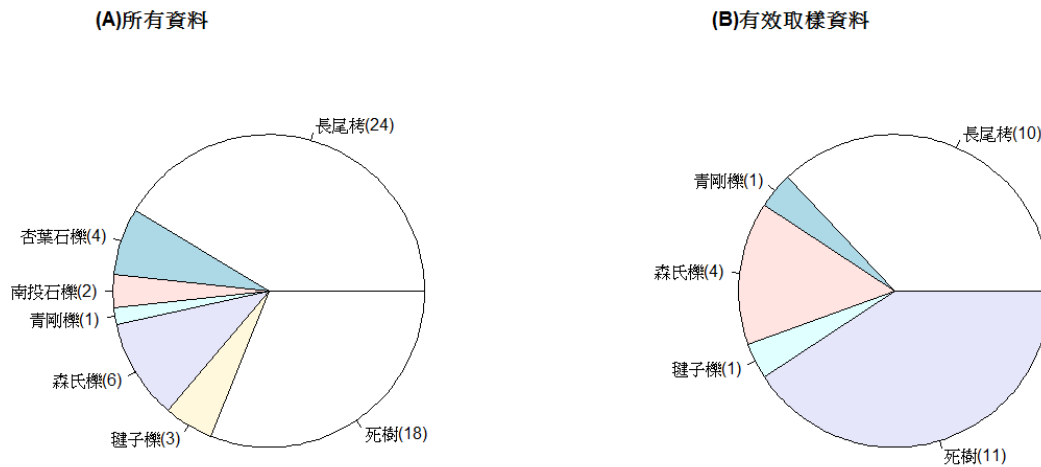 (A)所有資料
長尾栲(24)
杏葉石櫟(4)
南投石櫟(2)
青剛櫟(1)
森氏櫟(6)
毽子櫟(3)
死樹(18)
(B)有效取樣資料
長尾栲(10)
青剛櫟(1)
森氏櫟(4)
毽子櫟(1)
死樹(11)